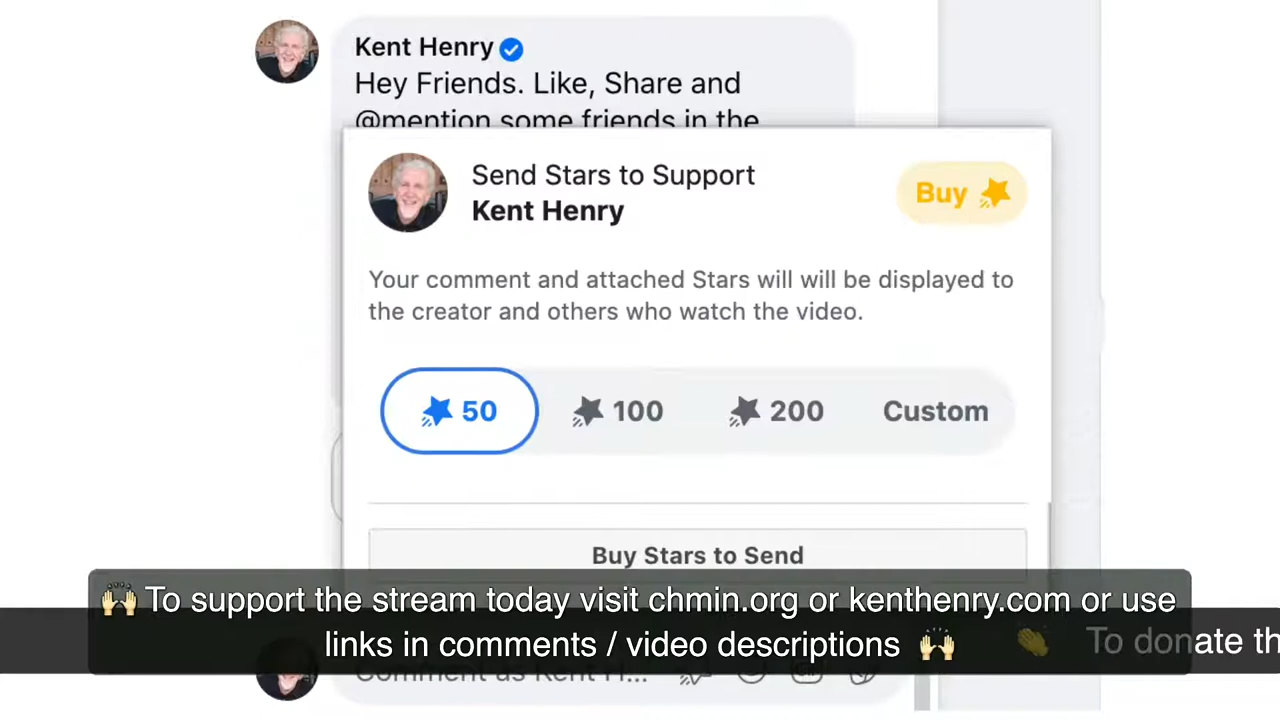 Kent Henry
Hey Friends. Like, Share and
@mention some friends in the
Send Stars to Support
Kent Henry
Buy
Your comment and attached Stars will will be displayed to
the creator and others who watch the video.
50 100 200 Custom
Buy Stars to Send
🙌 To support the stream today visit chmin.org or kenthenry.com or use
links in comments / video descriptions 🙌
👏 To donate th
Comment as Kent H...